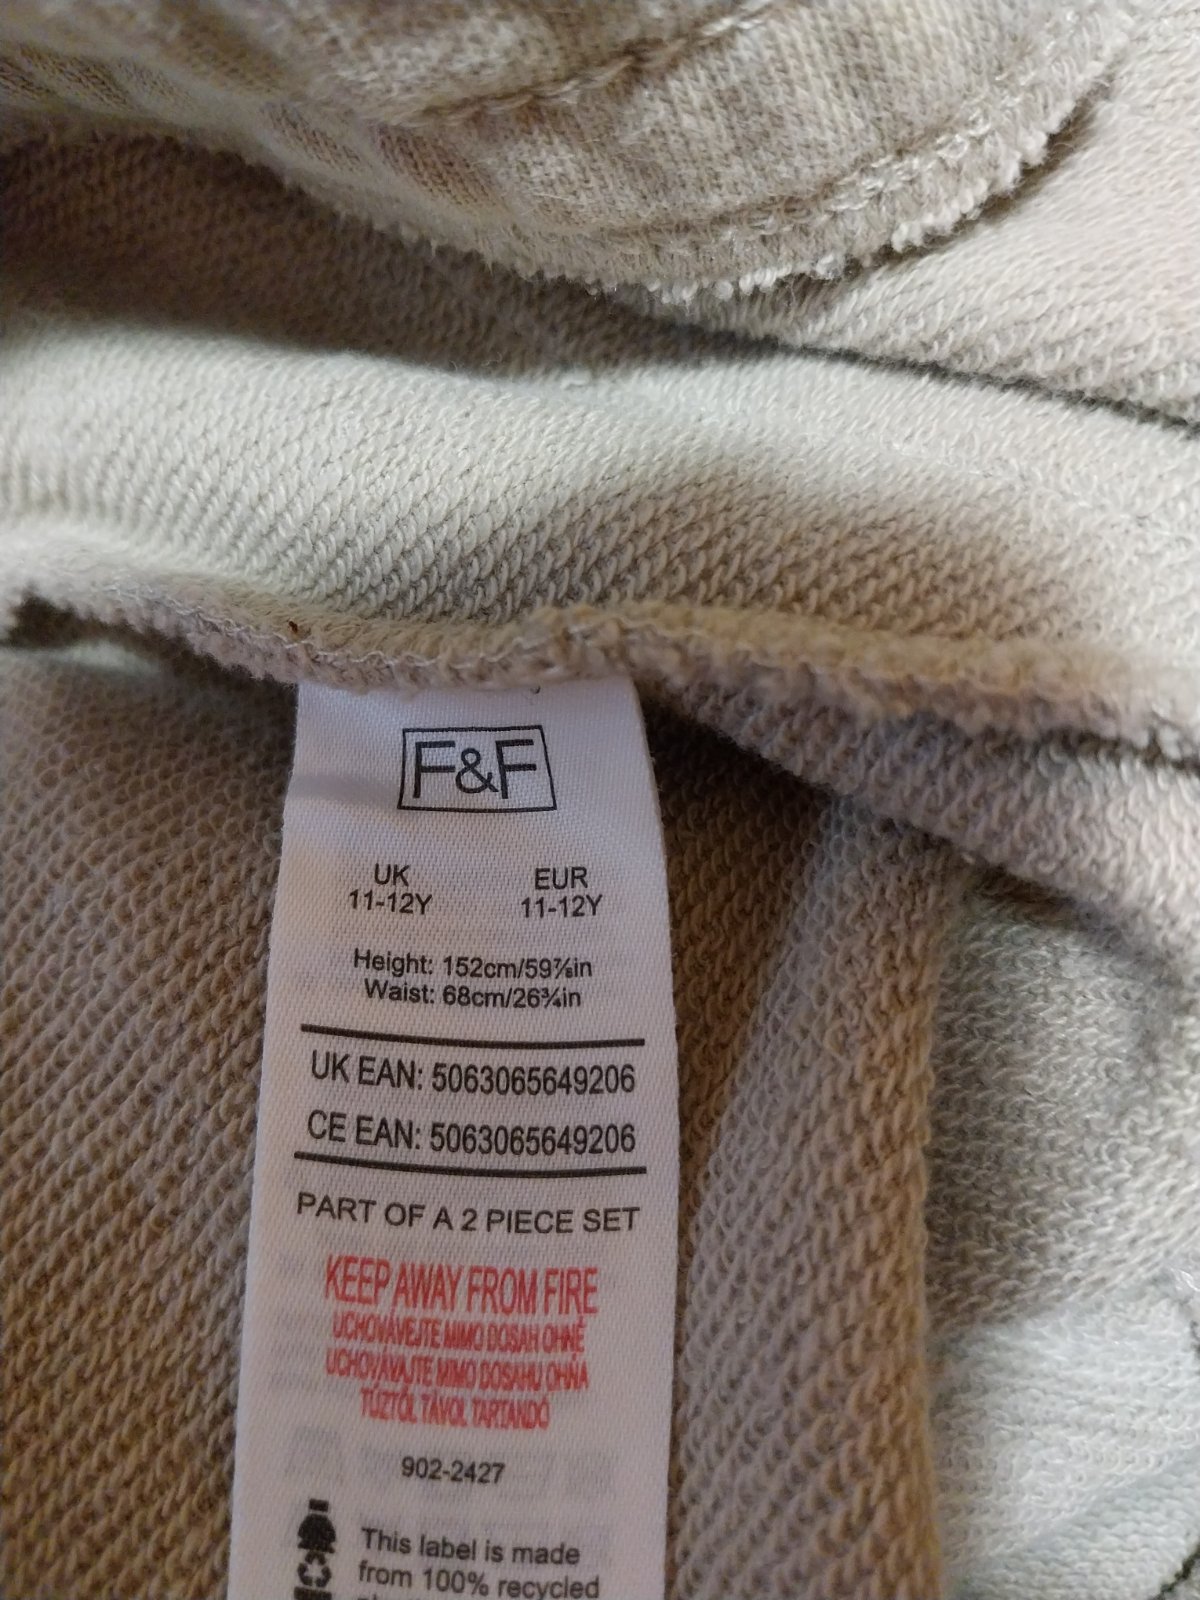 F&F
UK EUR
11-12Y 11-12Y
Height: 152cm/59⅞in
Waist: 68cm/26¾in
UK EAN: 5063065649206
CE EAN: 5063065649206
PART OF A 2 PIECE SET
KEEP AWAY FROM FIRE
UCHOVÁVEJTE MIMO DOSAH OHNĚ
UCHOVÁVAJTE MIMO DOSAHU OHŇA
TŰZTŐL TÁVOL TARTANDÓ
902-2427
This label is made
from 100% recycled